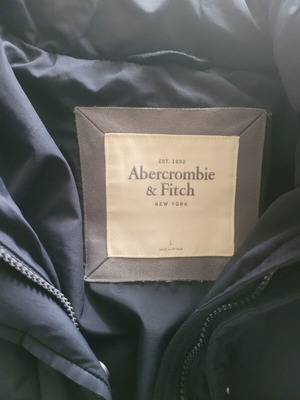 EST. 1892
Abercrombie
& Fitch
NEW YORK
L